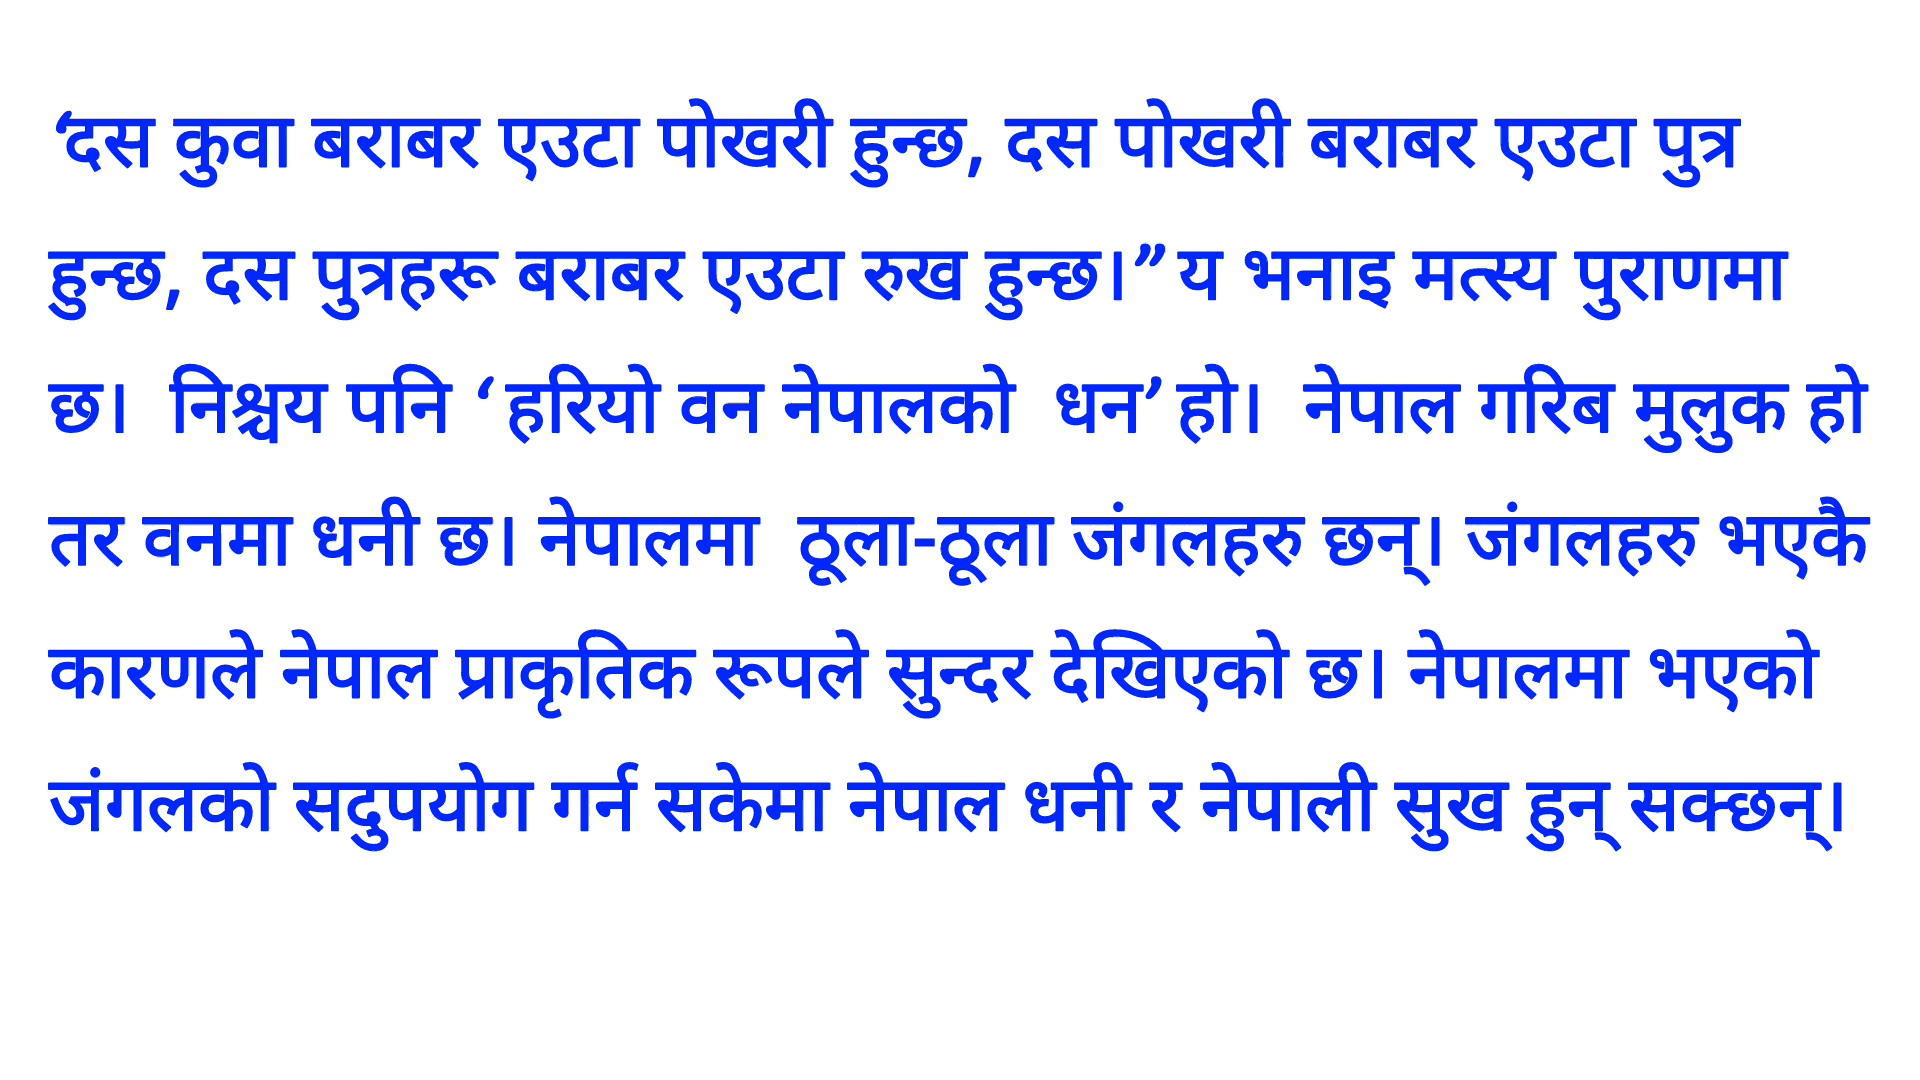 ‘दस कुवा बराबर एउटा पोखरी हुन्छ, दस पोखरी बराबर एउटा पुत्र
हुन्छ, दस पुत्रहरू बराबर एउटा रुख हुन्छ।” य भनाइ मत्स्य पुराणमा
छ।  निश्चय पनि ‘ हरियो वन नेपालको  धन’ हो।  नेपाल गरिब मुलुक हो
तर वनमा धनी छ। नेपालमा  ठूला-ठूला जंगलहरु छन्। जंगलहरु भएकै
कारणले नेपाल प्राकृतिक रूपले सुन्दर देखिएको छ। नेपालमा भएको
जंगलको सदुपयोग गर्न सकेमा नेपाल धनी र नेपाली सुख हुन् सक्छन्।